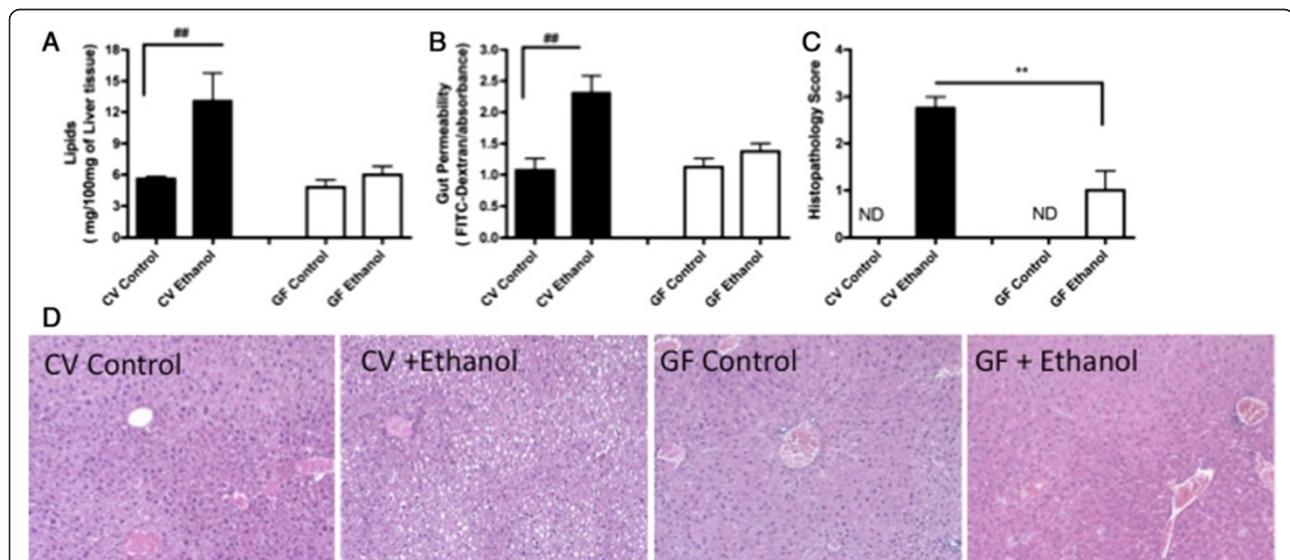 A
##
Lipids
( mg/100mg of Liver tissue)
18
15
12
9
6
3
0
CV Control
CV Ethanol
GF Control
GF Ethanol
B
##
Gut Permeability
( FITC-Dextran/absorbance)
3.0
2.5
2.0
1.5
1.0
0.5
0.0
CV Control
CV Ethanol
GF Control
GF Ethanol
C
**
Histopathology Score
4
3
2
1
0
ND
ND
CV Control
CV Ethanol
GF Control
GF Ethanol
D
CV Control
CV +Ethanol
GF Control
GF + Ethanol